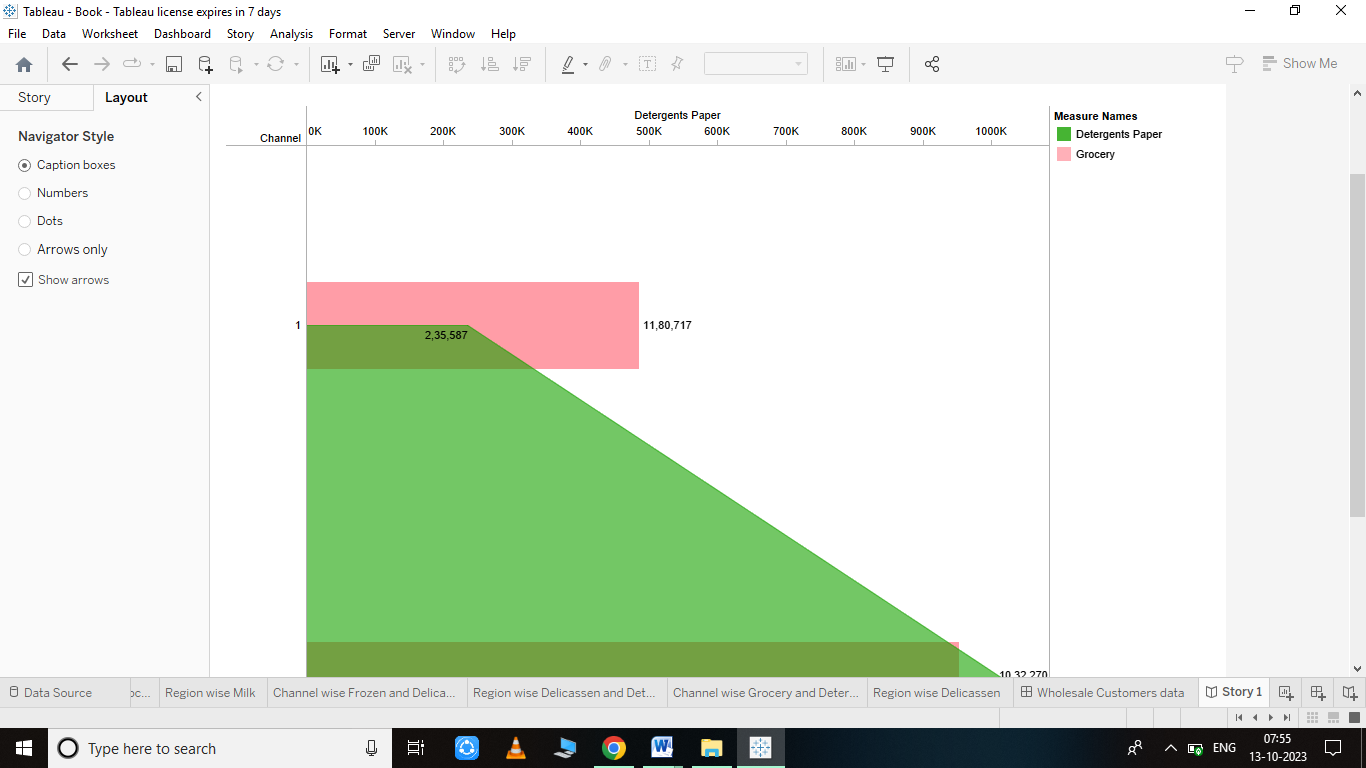 Tableau - Book - Tableau license expires in 7 days
File Data Worksheet Dashboard Story Analysis Format Server Window Help
Show Me
Story Layout
Navigator Style
Caption boxes
Numbers
Dots
Arrows only
Show arrows
Detergents Paper
Channel 0K 100K 200K 300K 400K 500K 600K 700K 800K 900K 1000K
Measure Names
Detergents Paper
Grocery
1 11,80,717
2,35,587
10,32,270
Data Source oc... Region wise Milk Channel wise Frozen and Delica... Region wise Delicassen and Det... Channel wise Grocery and Deter... Region wise Delicassen Wholesale Customers data Story 1
Type here to search
ENG
07:55
13-10-2023